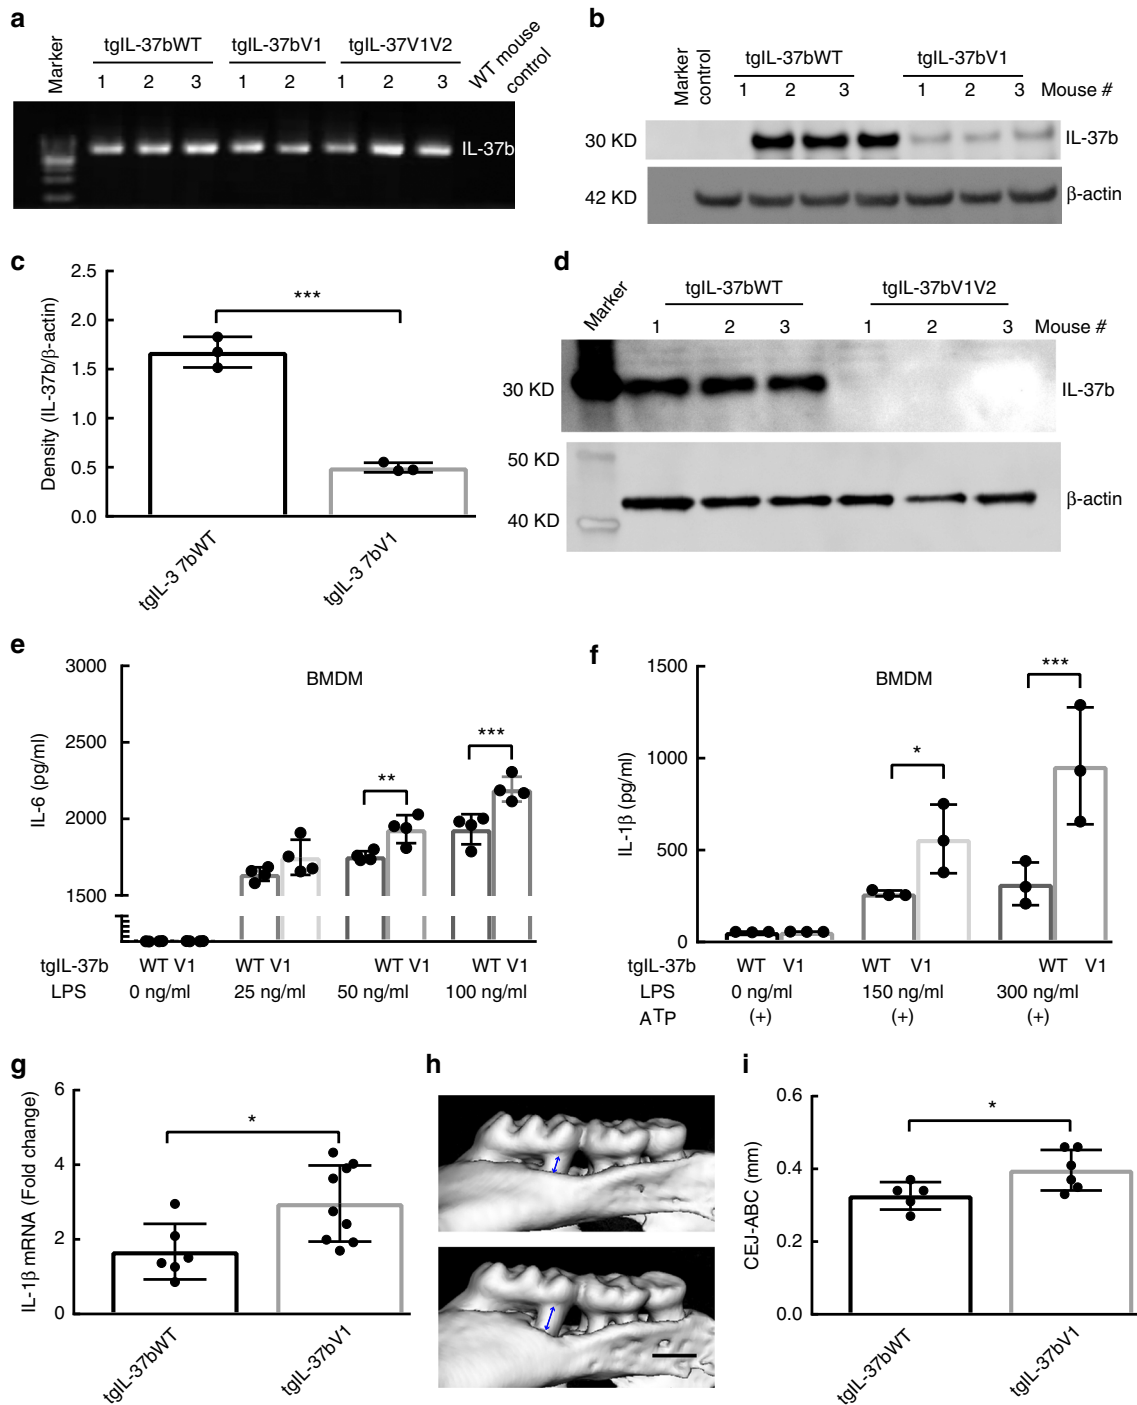 a
Marker
tgIL-37bWT
tgIL-37bV1
tgIL-37V1V2
WT mouse
control
1 2 3 1 2 1 2 3
IL-37b
b
Marker
control
tgIL-37bWT
tgIL-37bV1
1 2 3 1 2 3 Mouse #
30 KD
IL-37b
42 KD
β-actin
c
Density (IL-37b/β-actin)
2.5
2.0
1.5
1.0
0.5
0.0
***
tgIL-3 7bWT
tgIL-3 7bV1
d
Marker
tgIL-37bWT
tgIL-37bV1V2
1 2 3 1 2 3 Mouse #
30 KD
IL-37b
50 KD
β-actin
40 KD
e
BMDM
IL-6 (pg/ml)
3000
2500
2000
1500
**
***
tgIL-37b WT V1 WT V1 WT V1 WT V1
LPS 0 ng/ml 25 ng/ml 50 ng/ml 100 ng/ml
f
BMDM
IL-1β (pg/ml)
1500
1000
500
0
*
***
tgIL-37b WT V1 WT V1 WT V1
LPS 0 ng/ml 150 ng/ml 300 ng/ml
ATP (+) (+) (+)
g
IL-1β mRNA (Fold change)
6
4
2
0
*
tgIL-37bWT
tgIL-37bV1
h
i
CEJ-ABC (mm)
0.6
0.4
0.2
0.0
*
tgIL-37bWT
tgIL-37bV1